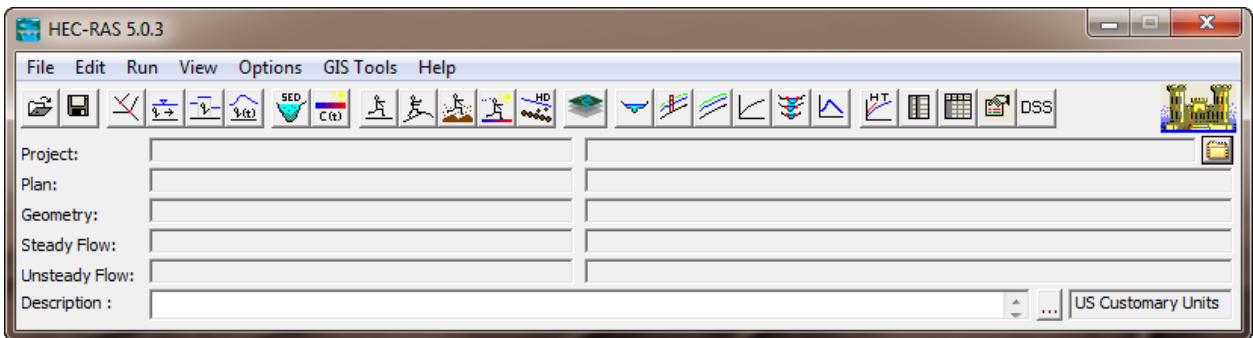 HEC-RAS 5.0.3
File Edit Run View Options GIS Tools Help
SED C(t) HD HT DSS
Project:
Plan:
Geometry:
Steady Flow:
Unsteady Flow:
Description : ... US Customary Units